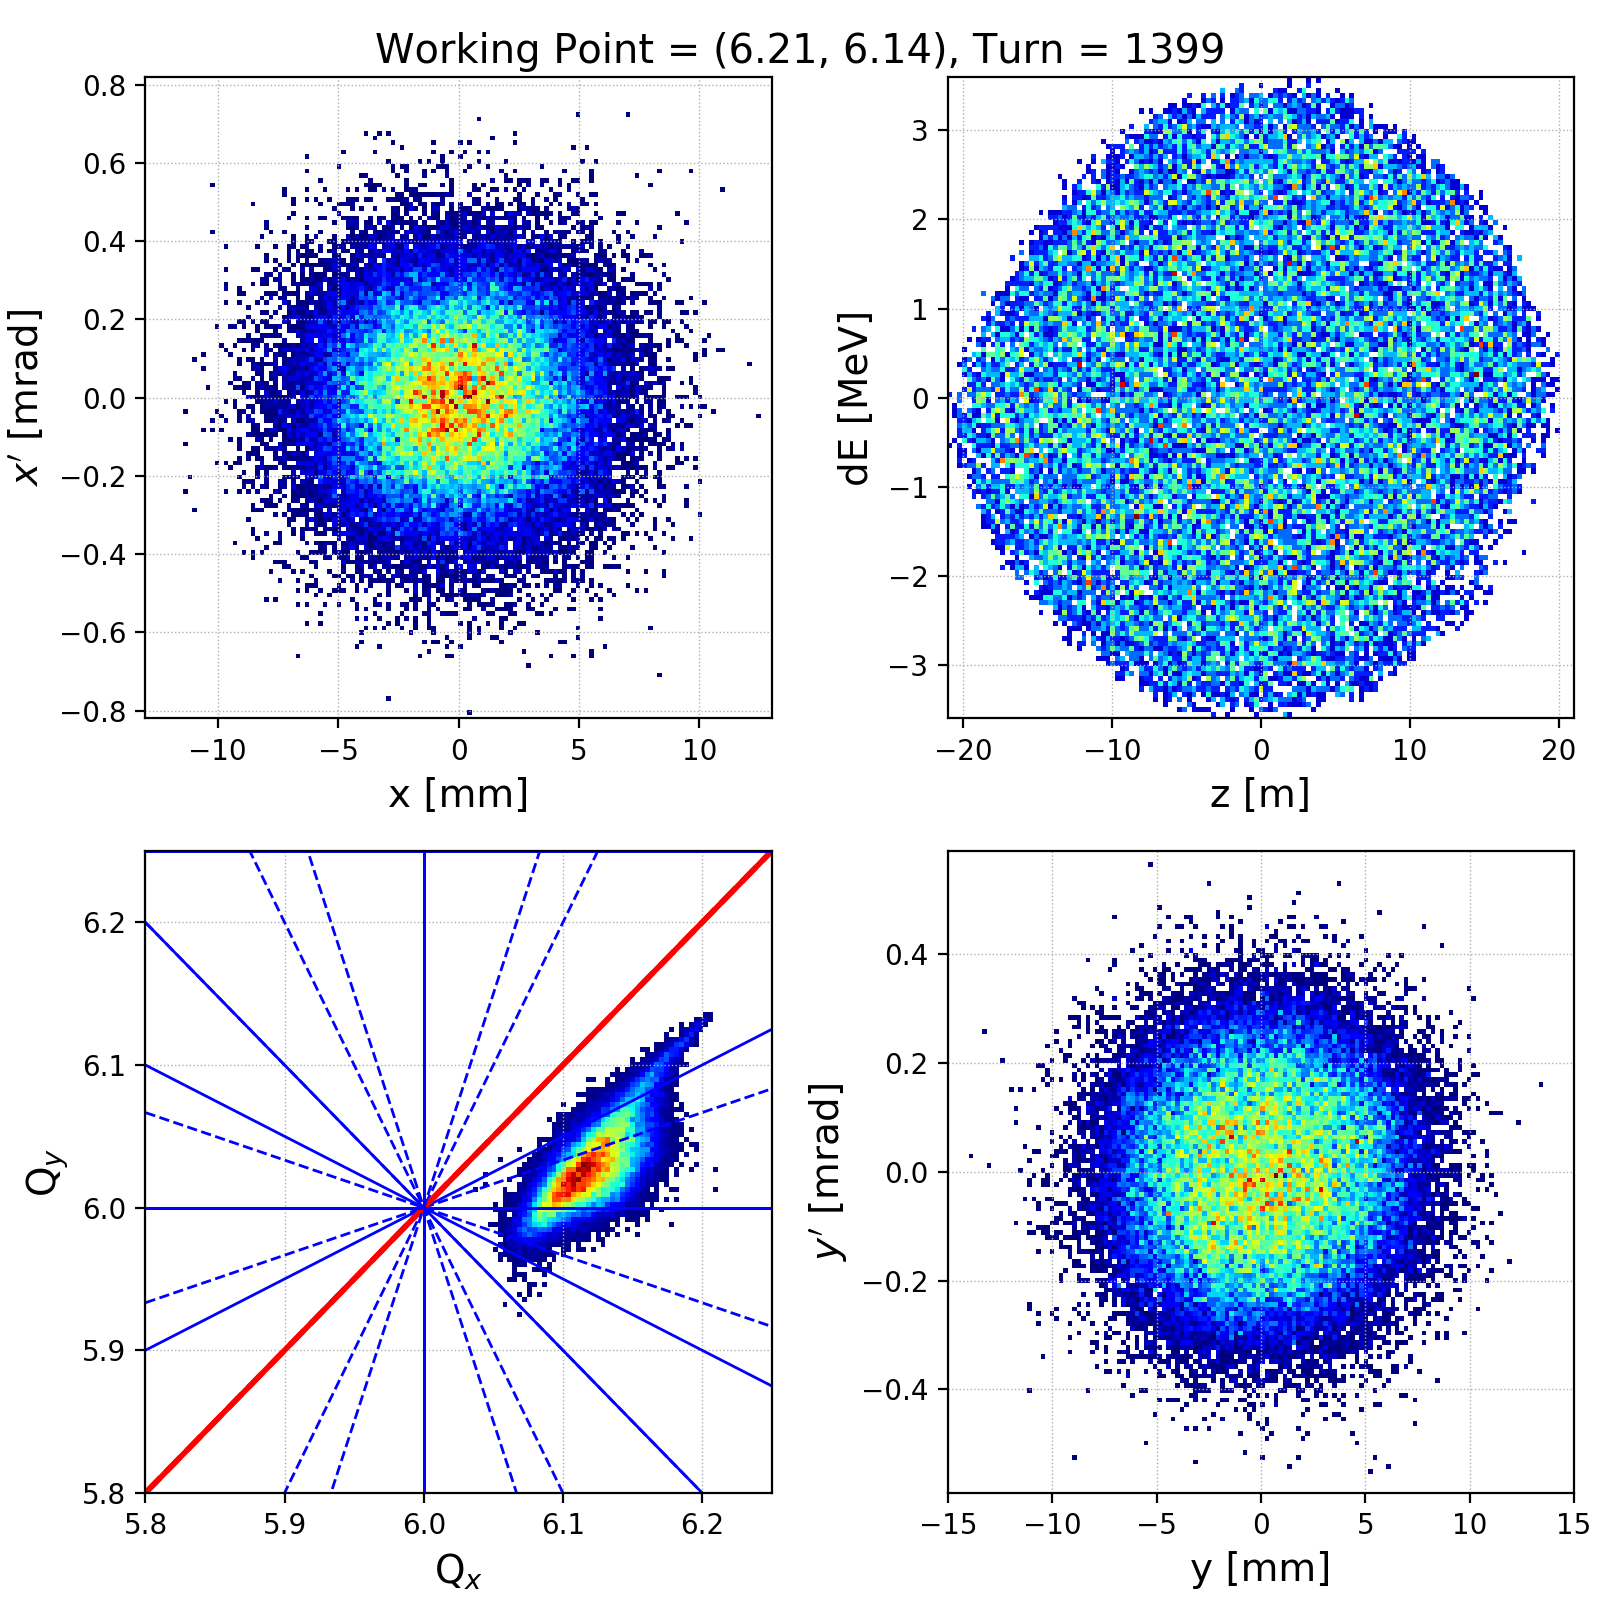 Working Point = (6.21, 6.14), Turn = 1399
0.8
0.6
0.4
0.2
0.0
−0.2
−0.4
−0.6
−0.8
x′ [mrad]
−10 −5 0 5 10
x [mm]
3
2
1
0
−1
−2
−3
dE [MeV]
−20 −10 0 10 20
z [m]
6.2
6.1
6.0
5.9
5.8
Qy
5.8 5.9 6.0 6.1 6.2
Qx
0.4
0.2
0.0
−0.2
−0.4
y′ [mrad]
−15 −10 −5 0 5 10 15
y [mm]